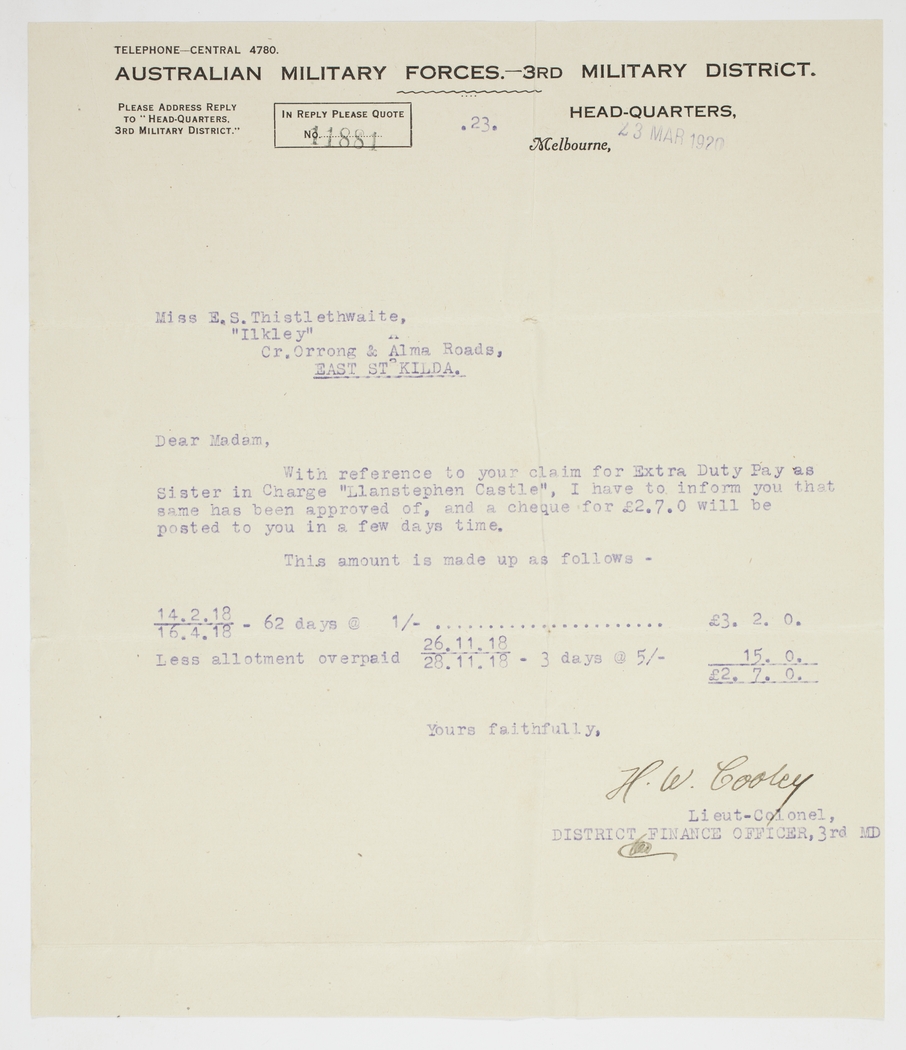 TELEPHONE—CENTRAL 4780.
AUSTRALIAN MILITARY FORCES.—3RD MILITARY DISTRICT.
PLEASE ADDRESS REPLY
TO "HEAD-QUARTERS,
3RD MILITARY DISTRICT."
IN REPLY PLEASE QUOTE
No. 11881
.23.
HEAD-QUARTERS,
Melbourne, 23 MAR 1920
Miss E.S.Thistlethwaite,
"Ilkley"
Cr.Orrong & Alma Roads,
EAST ST KILDA.
Dear Madam,
With reference to your claim for Extra Duty Pay as
Sister in Charge "Llanstephen Castle", I have to inform you that
same has been approved of, and a cheque for £2.7.0 will be
posted to you in a few days time.
This amount is made up as follows -
14.2.18
16.4.18 - 62 days @ 1/- ...................... £3. 2. 0.
26.11.18
Less allotment overpaid 28.11.18 - 3 days @ 5/- 15. 0.
£2. 7. 0.
Yours faithfully,
H. W. Cooley
Lieut-Colonel,
DISTRICT FINANCE OFFICER,3rd MD